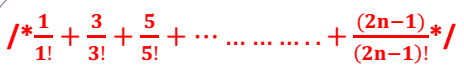 /*1/1! + 3/3! + 5/5! + ⋯ … … … . . + (2n−1)/(2n−1)!*/